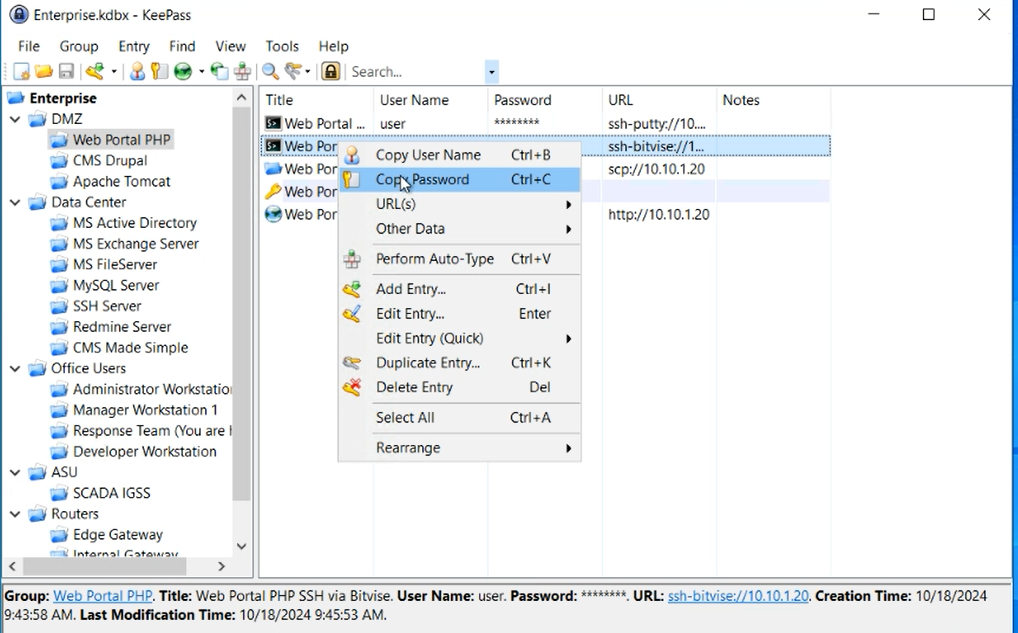 Enterprise.kdbx - KeePass
File Group Entry Find View Tools Help
Search...
Enterprise
DMZ
Web Portal PHP
CMS Drupal
Apache Tomcat
Data Center
MS Active Directory
MS Exchange Server
MS FileServer
MySQL Server
SSH Server
Redmine Server
CMS Made Simple
Office Users
Administrator Workstation
Manager Workstation 1
Response Team (You are h
Developer Workstation
ASU
SCADA IGSS
Routers
Edge Gateway
Internal Gateway
Title User Name Password URL Notes
Web Portal ... user ******** ssh-putty://10....
Web Por ssh-bitvise://1...
Web Por scp://10.10.1.20
Web Por
Web Por http://10.10.1.20
Copy User Name Ctrl+B
Copy Password Ctrl+C
URL(s)
Other Data
Perform Auto-Type Ctrl+V
Add Entry... Ctrl+I
Edit Entry... Enter
Edit Entry (Quick)
Duplicate Entry... Ctrl+K
Delete Entry Del
Select All Ctrl+A
Rearrange
Group: Web Portal PHP. Title: Web Portal PHP SSH via Bitvise. User Name: user. Password: ********. URL: ssh-bitvise://10.10.1.20. Creation Time: 10/18/2024
9:43:58 AM. Last Modification Time: 10/18/2024 9:45:53 AM.